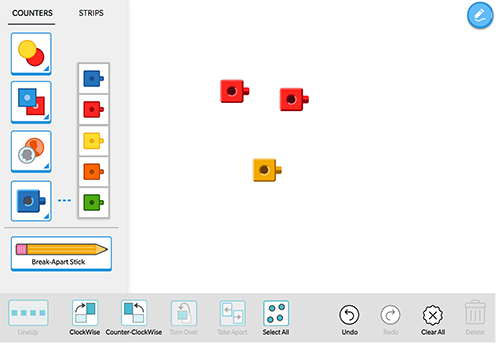 COUNTERS STRIPS
Break-Apart Stick
LineUp ClockWise Counter-ClockWise Turn Over Take Apart Select All Undo Redo Clear All Delete